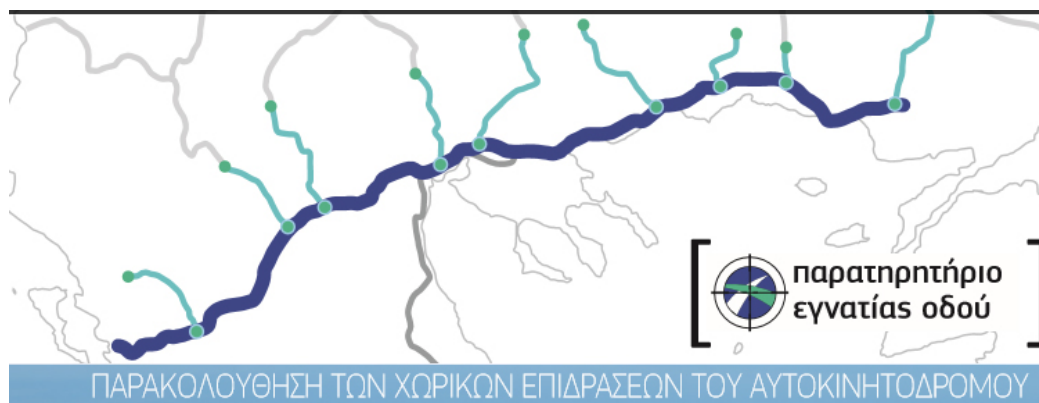 παρατηρητήριο
εγνατίας οδού
ΠΑΡΑΚΟΛΟΥΘΗΣΗ ΤΩΝ ΧΩΡΙΚΩΝ ΕΠΙΔΡΑΣΕΩΝ ΤΟΥ ΑΥΤΟΚΙΝΗΤΟΔΡΟΜΟΥ